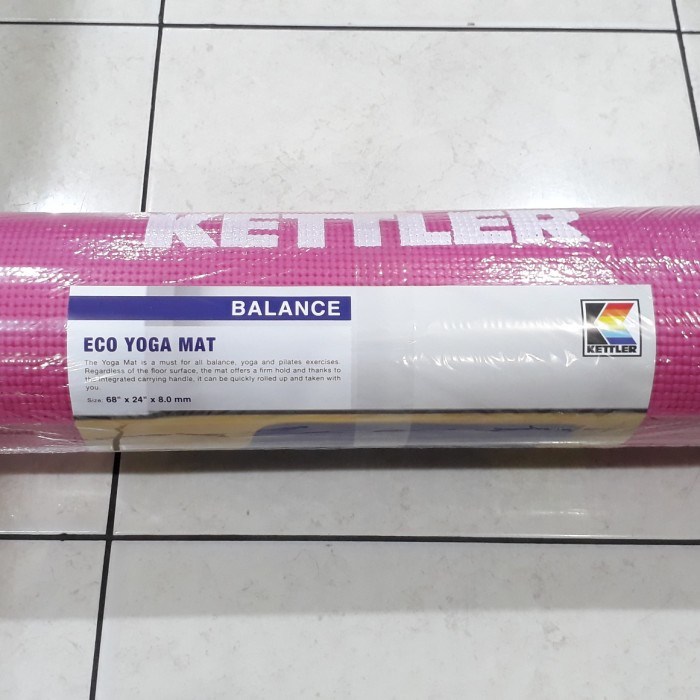 KETTLER
BALANCE
KETTLER
ECO YOGA MAT
The Yoga Mat is a must for all balance, yoga and pilates exercises.
Regardless of the floor surface, the mat offers a firm hold and thanks to
the integrated carrying handle, it can be quickly rolled up and taken with
you.
Size: 68" x 24" x 8.0 mm